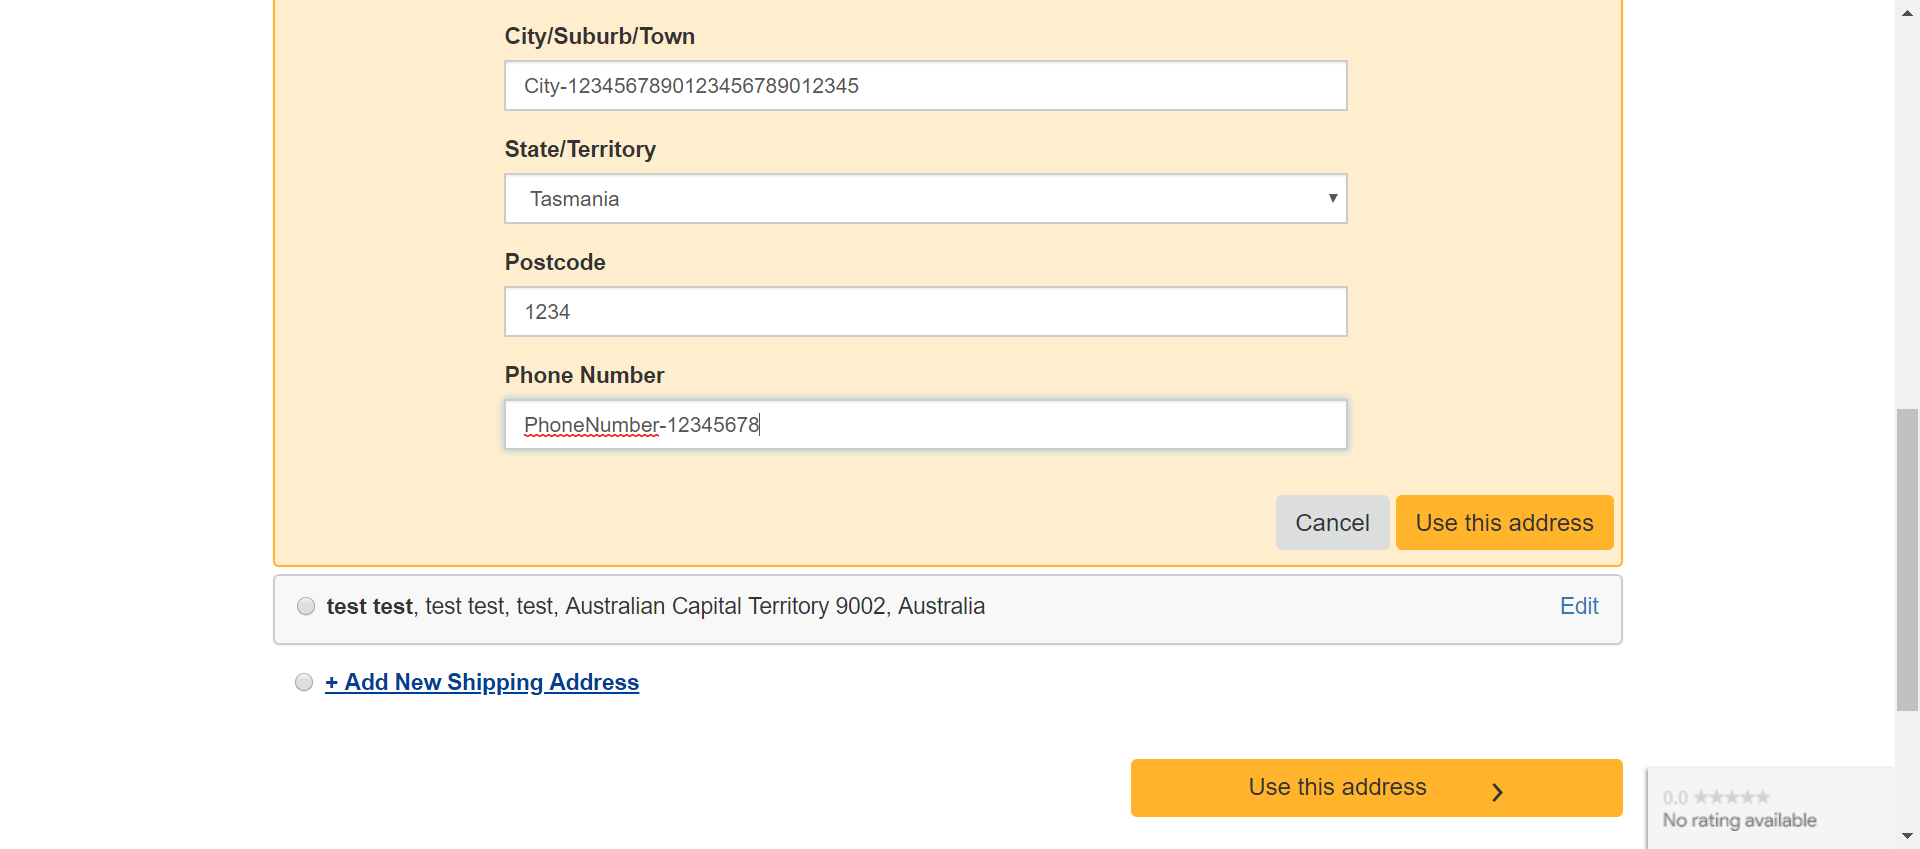 City/Suburb/Town
City-1234567890123456789012345
State/Territory
Tasmania
Postcode
1234
Phone Number
PhoneNumber-12345678
Cancel
Use this address
test test, test test, test, Australian Capital Territory 9002, Australia
Edit
+ Add New Shipping Address
Use this address
0.0 ★★★★★
No rating available